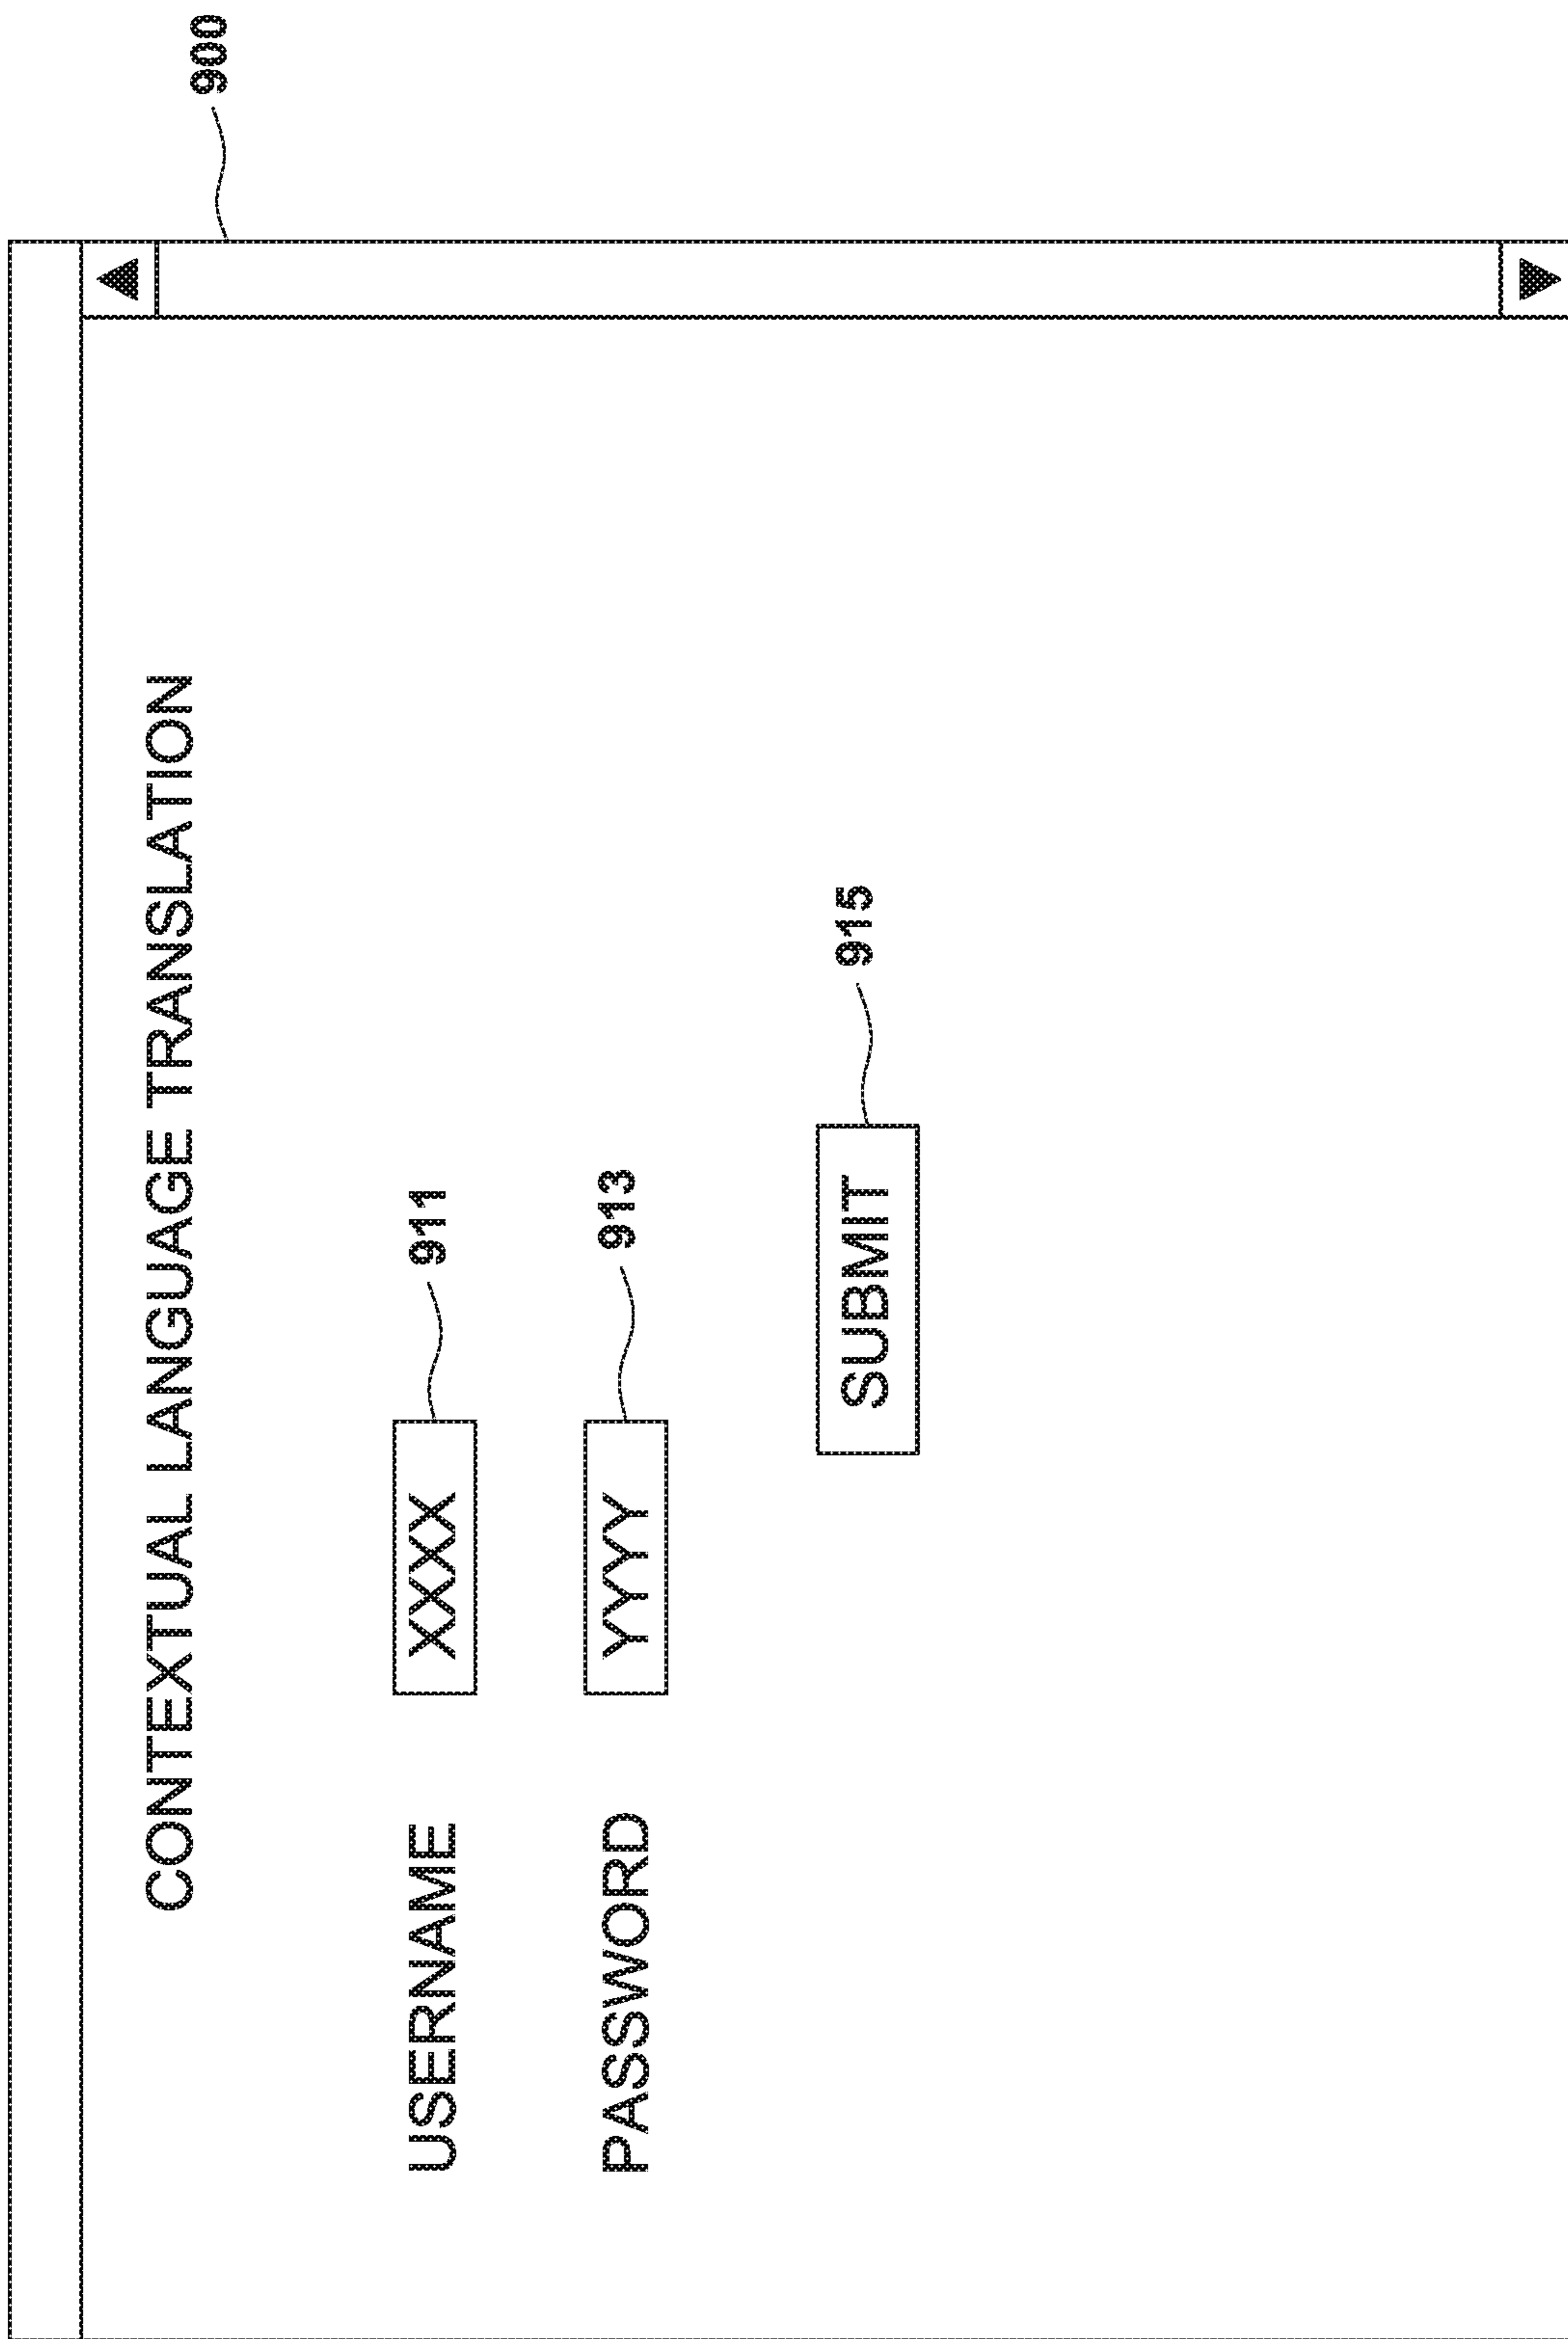 900
CONTEXTUAL LANGUAGE TRANSLATION
USERNAME XXXX 911
PASSWORD YYYY 913
SUBMIT 915